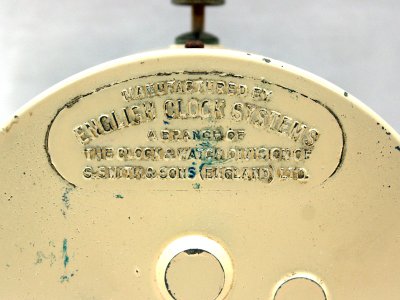 MANUFACTURED BY
ENGLISH CLOCK SYSTEMS
A BRANCH OF
THE CLOCK & WATCH DIVISION OF
S. SMITH & SONS (ENGLAND) LTD.